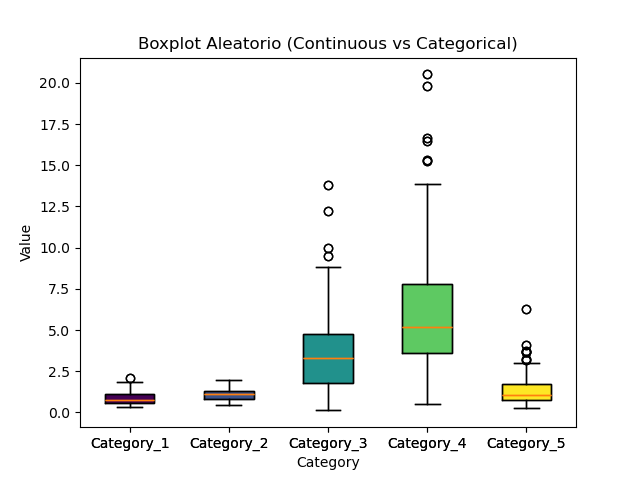 Boxplot Aleatorio (Continuous vs Categorical)
20.0
17.5
15.0
12.5
10.0
7.5
5.0
2.5
0.0
Value
Category_1 Category_2 Category_3 Category_4 Category_5
Category